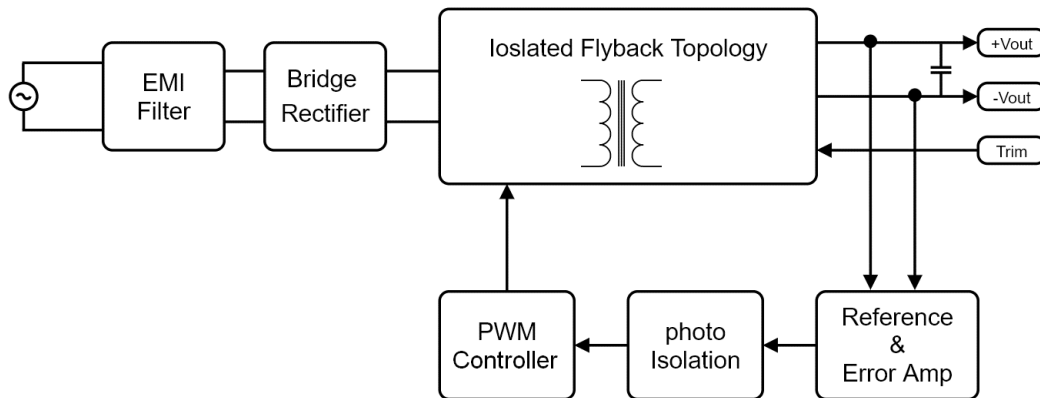 Ioslated Flyback Topology
+Vout
EMI
Filter
Bridge
Rectifier
-Vout
Trim
PWM
Controller
photo
Isolation
Reference
&
Error Amp